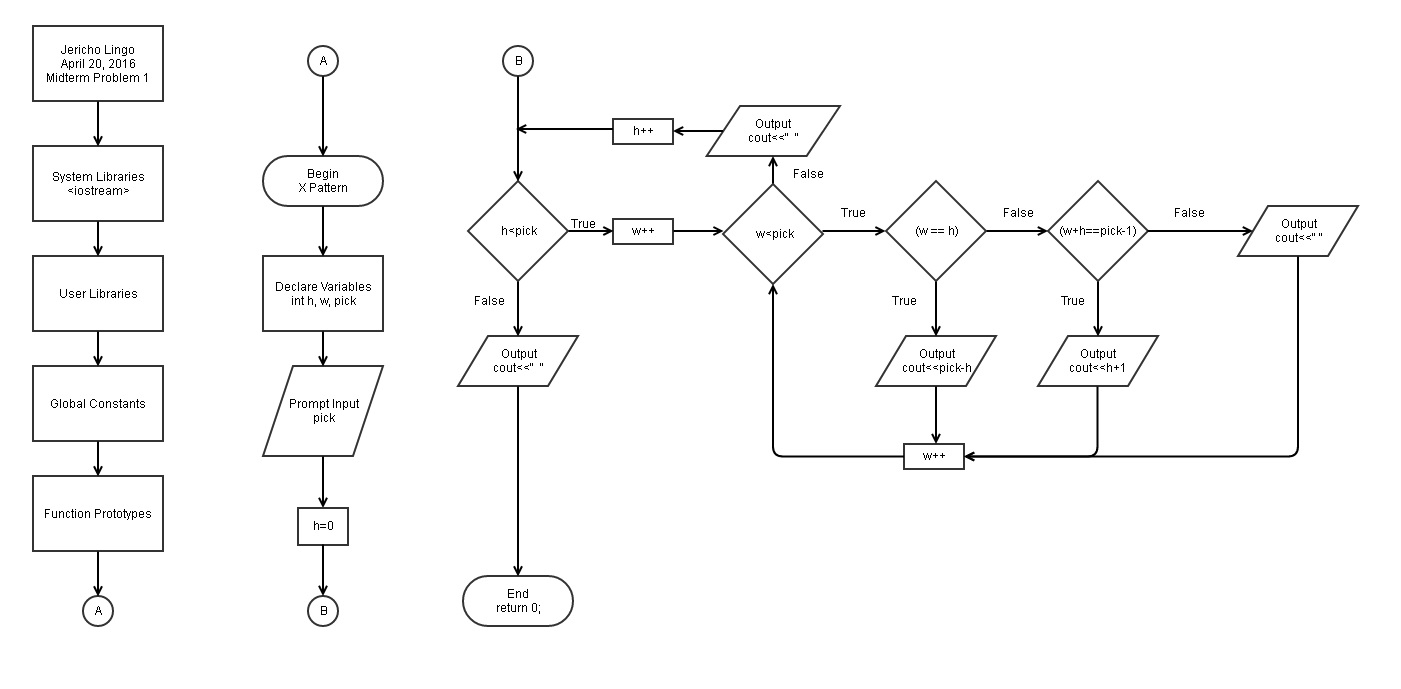 Jericho Lingo
April 20, 2016
Midterm Problem 1
System Libraries
<iostream>
User Libraries
Global Constants
Function Prototypes
A
A
Begin
X Pattern
Declare Variables
int h, w, pick
Prompt Input
pick
h=0
B
B
h++
Output
cout<<" "
False
h<pick
True
w++
w<pick
True
(w == h)
False
(w+h==pick-1)
False
Output
cout<<" "
False
True
True
Output
cout<<" "
Output
cout<<pick-h
Output
cout<<h+1
w++
End
return 0;